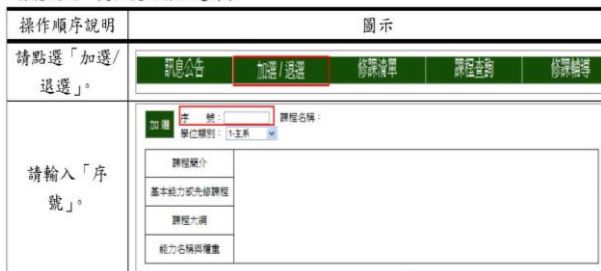 操作順序說明 圖示
請點選「加選/退選」。
訊息公告 加選/退選 修課清單 課程查詢 修課輔導
請輸入「序號」。
加選 序 號： 課程名稱：
學位類別： 1-主系
課程簡介
基本能力或先修課程
課程大綱
能力名稱與權重